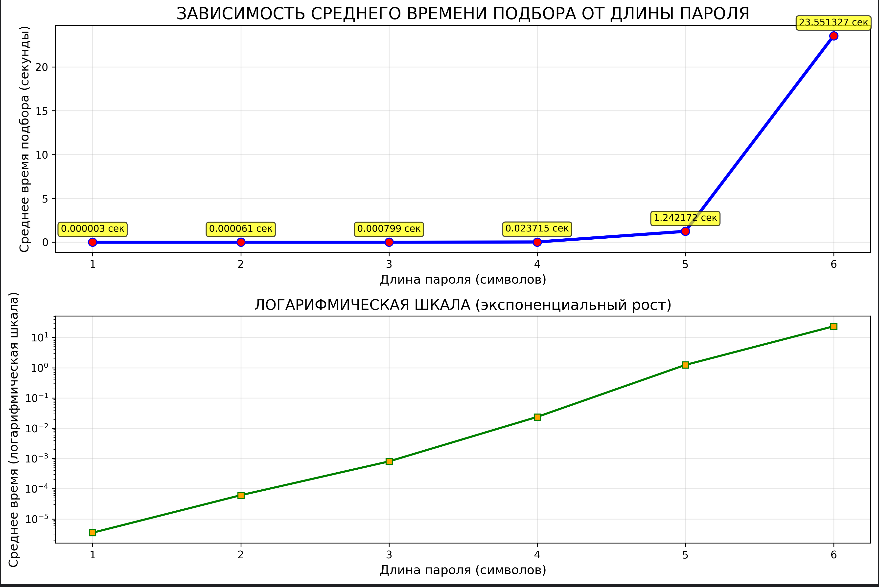 ЗАВИСИМОСТЬ СРЕДНЕГО ВРЕМЕНИ ПОДБОРА ОТ ДЛИНЫ ПАРОЛЯ
23.551327 сек
Среднее время подбора (секунды)
20
15
10
5
0
0.000003 сек
0.000061 сек
0.000799 сек
0.023715 сек
1.242172 сек
1 2 3 4 5 6
Длина пароля (символов)
ЛОГАРИФМИЧЕСКАЯ ШКАЛА (экспоненциальный рост)
Среднее время (логарифмическая шкала)
10¹
10⁰
10⁻¹
10⁻²
10⁻³
10⁻⁴
10⁻⁵
1 2 3 4 5 6
Длина пароля (символов)